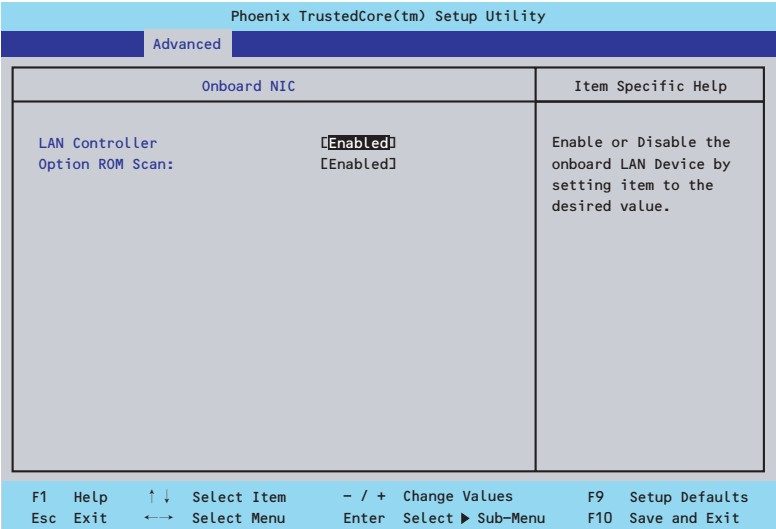 Phoenix TrustedCore(tm) Setup Utility
Advanced
Onboard NIC
Item Specific Help
LAN Controller [Enabled]
Option ROM Scan: [Enabled]
Enable or Disable the
onboard LAN Device by
setting item to the
desired value.
F1 Help ↑↓ Select Item - / + Change Values F9 Setup Defaults
Esc Exit ←→ Select Menu Enter Select ▶ Sub-Menu F10 Save and Exit